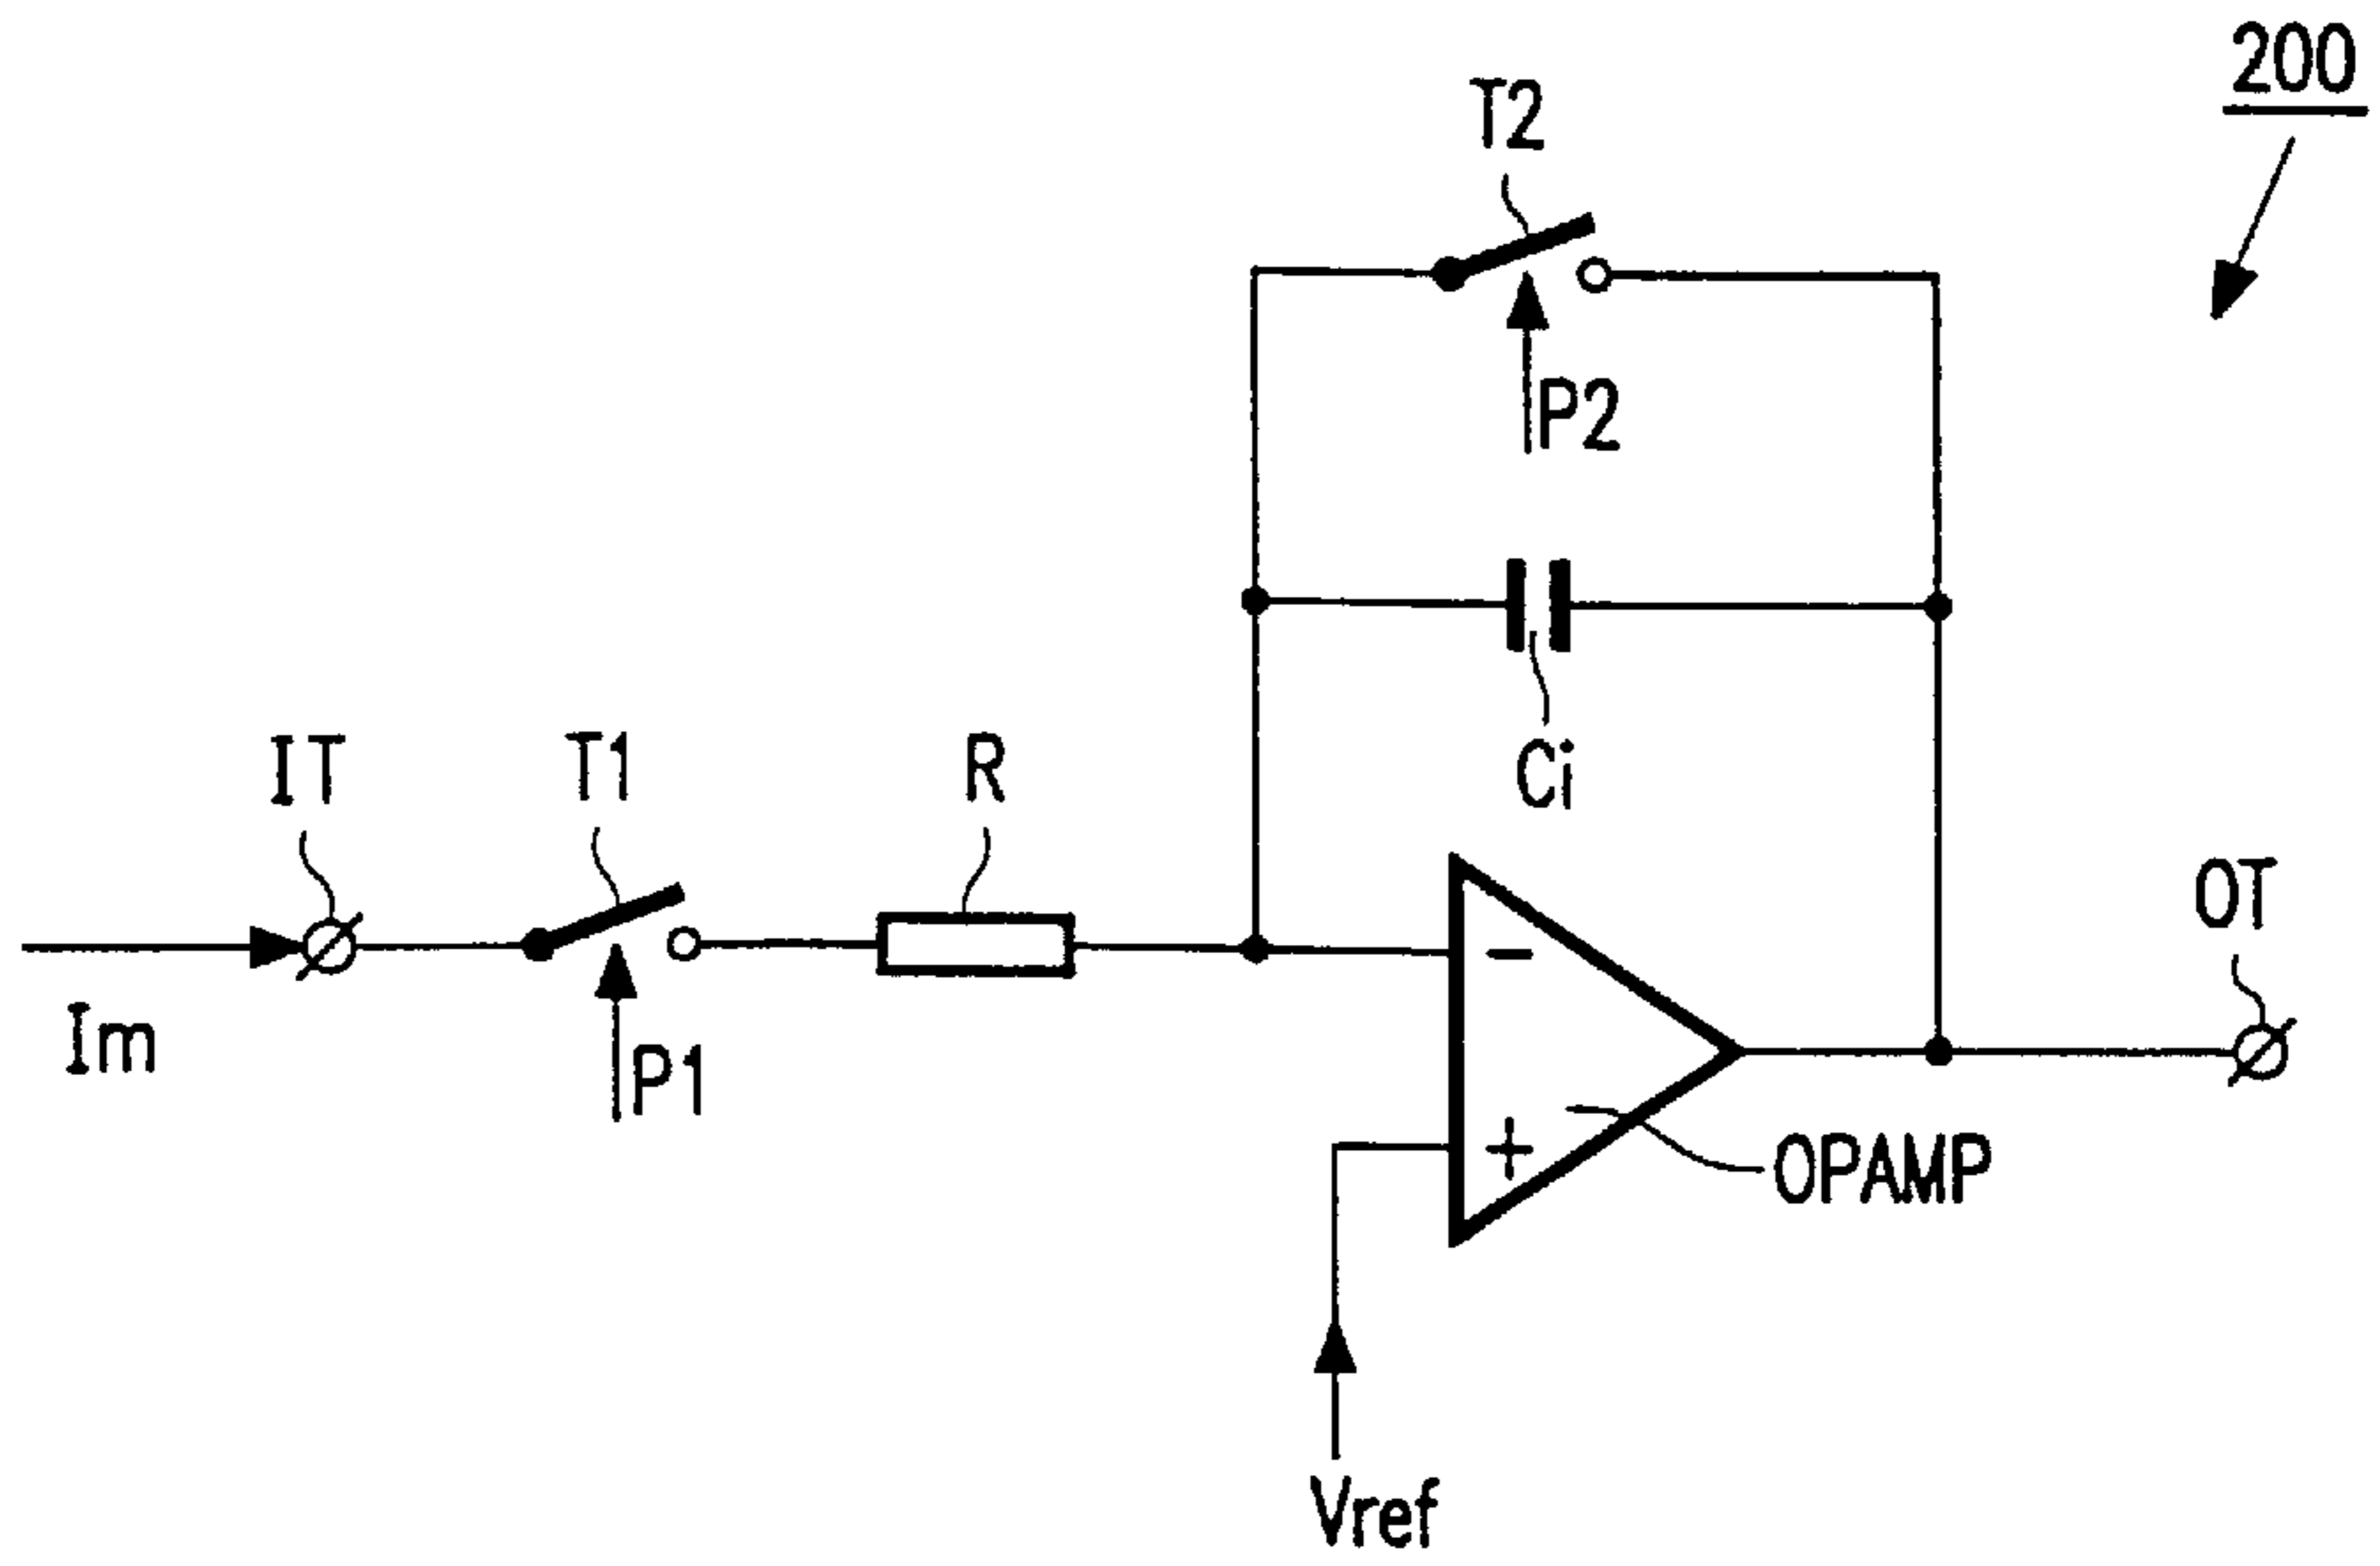 200
T2
P2
Ci
IT
T1
R
Im
P1
-
+
OT
OPAMP
Vref